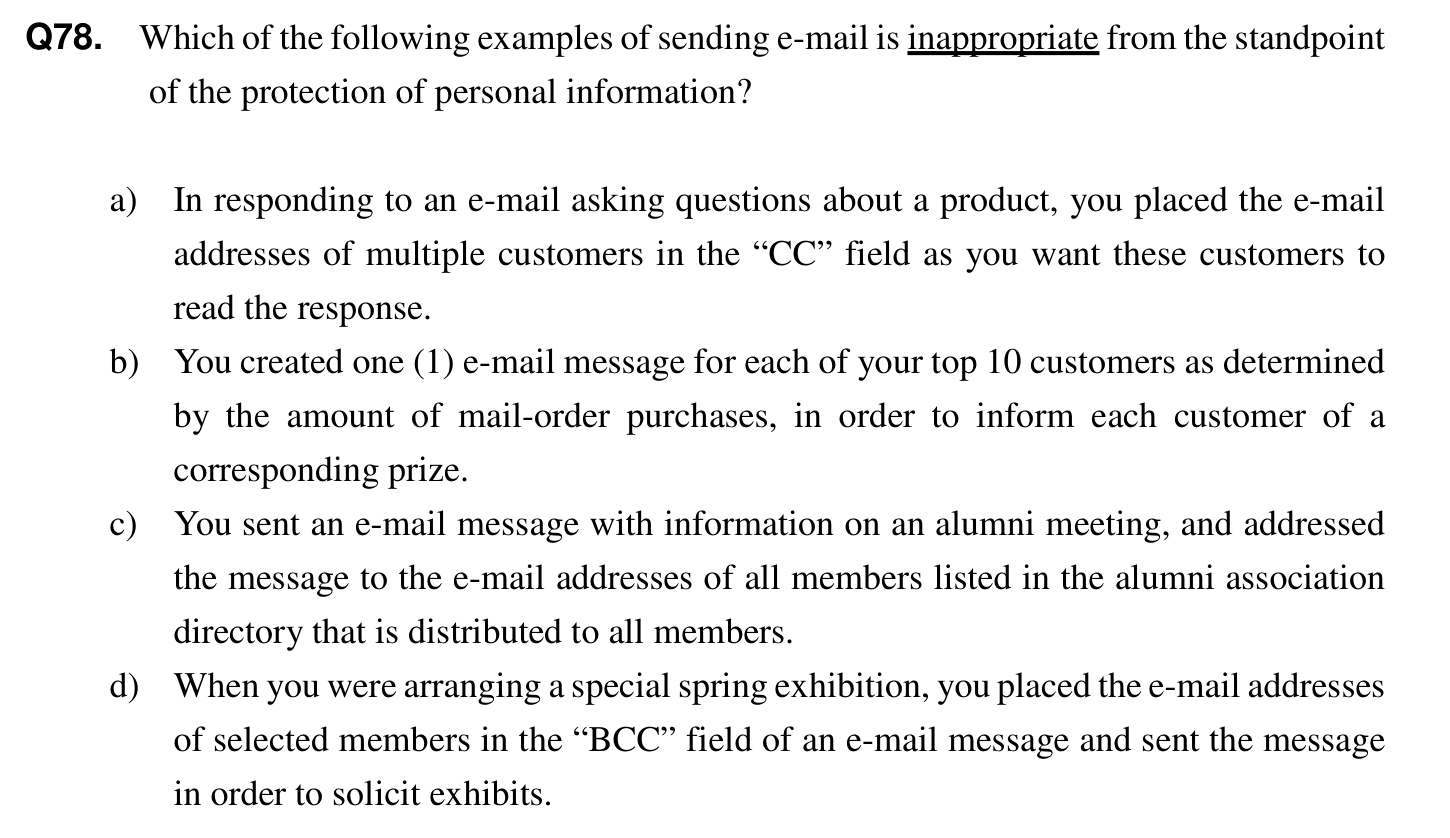 Q78. Which of the following examples of sending e-mail is inappropriate from the standpoint
of the protection of personal information?
a) In responding to an e-mail asking questions about a product, you placed the e-mail
addresses of multiple customers in the “CC” field as you want these customers to
read the response.
b) You created one (1) e-mail message for each of your top 10 customers as determined
by the amount of mail-order purchases, in order to inform each customer of a
corresponding prize.
c) You sent an e-mail message with information on an alumni meeting, and addressed
the message to the e-mail addresses of all members listed in the alumni association
directory that is distributed to all members.
d) When you were arranging a special spring exhibition, you placed the e-mail addresses
of selected members in the “BCC” field of an e-mail message and sent the message
in order to solicit exhibits.